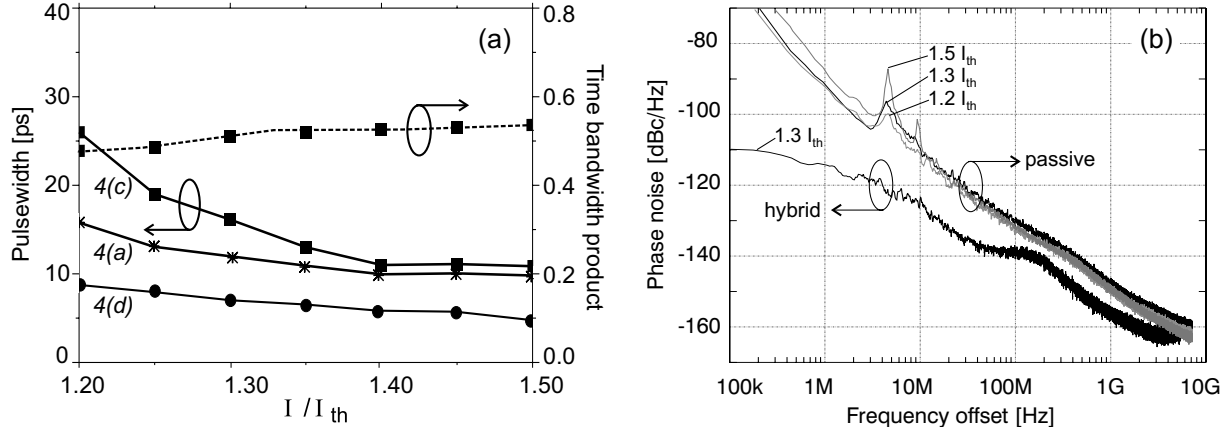 (a)
40
30
20
10
0
Pulsewidth [ps]
0.8
0.6
0.4
0.2
0.0
Time bandwidth product
4(c)
4(a)
4(d)
1.20
1.30
1.40
1.50
I / I th
(b)
-80
-100
-120
-140
-160
Phase noise [dBc/Hz]
1.5 Ith
1.3 Ith
1.2 Ith
1.3 Ith
passive
hybrid
100k
1M
10M
100M
1G
10G
Frequency offset [Hz]